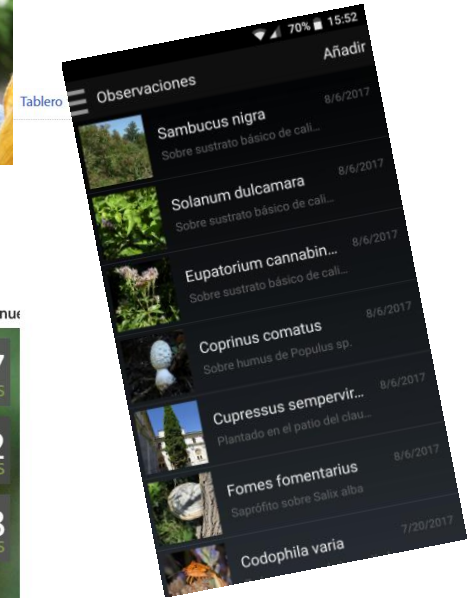 70% 15:52
Tablero
Observaciones
Añadir
Sambucus nigra
8/6/2017
Sobre sustrato básico de cali...
Solanum dulcamara
8/6/2017
Sobre sustrato básico de cali...
Eupatorium cannabin...
8/6/2017
Sobre sustrato básico de cali...
Coprinus comatus
8/6/2017
Sobre humus de Populus sp.
Cupressus sempervir...
8/6/2017
Plantado en el patio del clau...
Fomes fomentarius
8/6/2017
Saprófito sobre Salix alba
Codophila varia
7/20/2017
nue